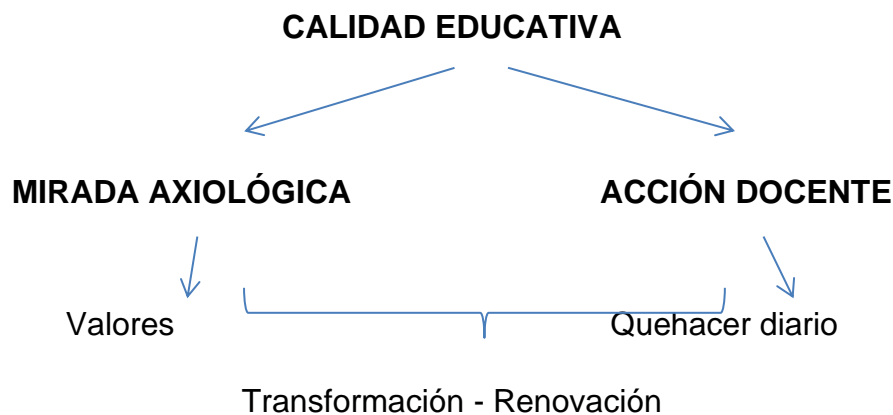 CALIDAD EDUCATIVA
MIRADA AXIOLÓGICA ACCIÓN DOCENTE
Valores Quehacer diario
Transformación - Renovación